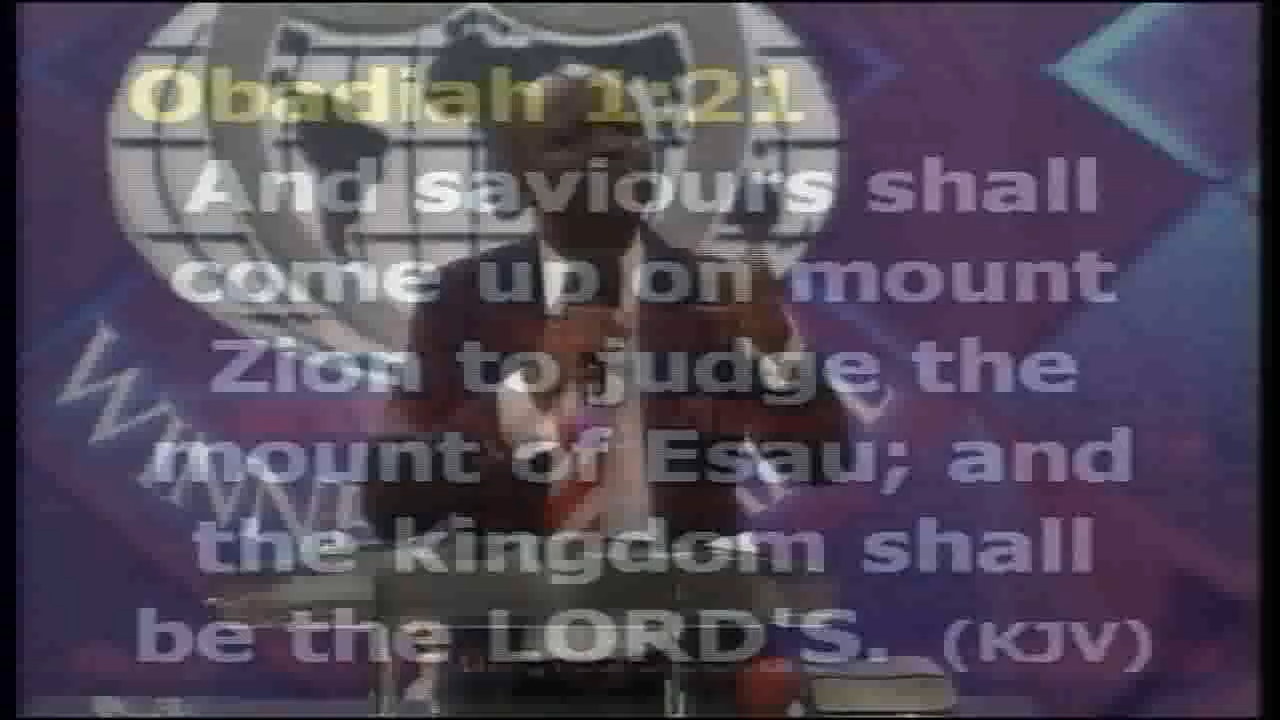 Obadiah 1:21
And saviours shall
come up on mount
Zion to judge the
mount of Esau; and
the kingdom shall
be the LORD'S. (KJV)